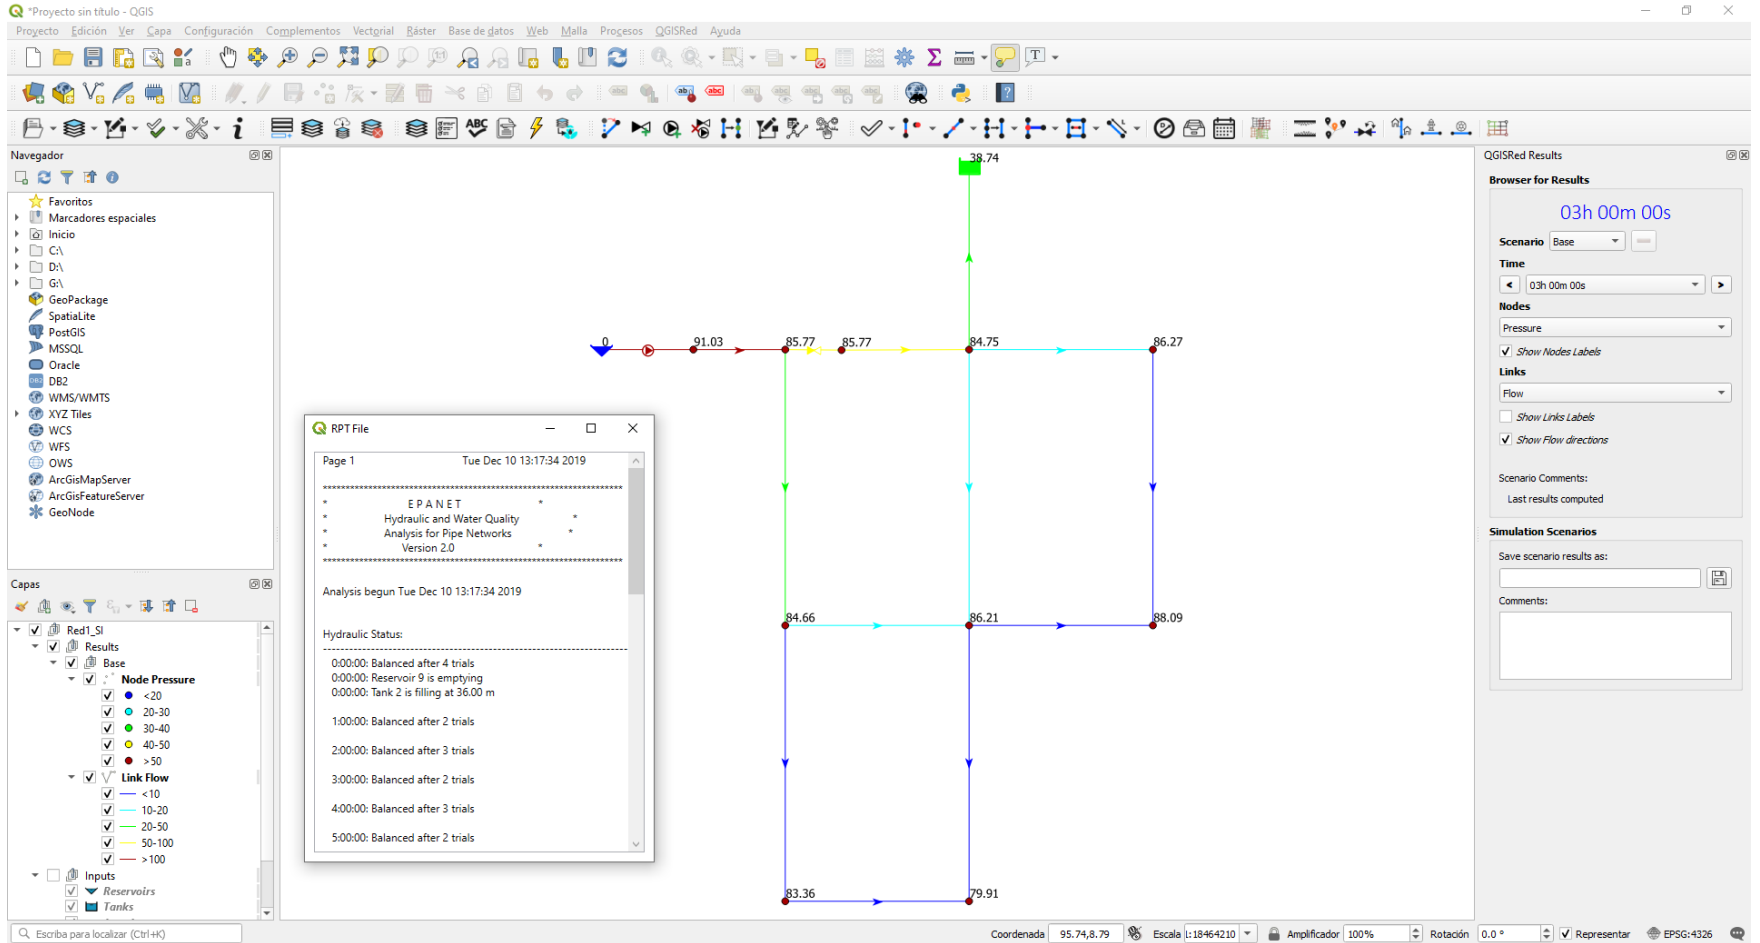 *Proyecto sin título - QGIS
Proyecto Edición Ver Capa Configuración Complementos Vectorial Ráster Base de datos Web Malla Procesos QGISRed Ayuda
Navegador
Favoritos
Marcadores espaciales
Inicio
C:\
D:\
G:\
GeoPackage
SpatiaLite
PostGIS
MSSQL
Oracle
DB2
WMS/WMTS
XYZ Tiles
WCS
WFS
OWS
ArcGisMapServer
ArcGisFeatureServer
GeoNode
Capas
Red1_SI
Results
Base
Node Pressure
<20
20-30
30-40
40-50
>50
Link Flow
<10
10-20
20-50
50-100
>100
Inputs
Reservoirs
Tanks
38.74
0
91.03
85.77
85.77
84.75
86.27
84.66
86.21
88.09
83.36
79.91
RPT File
Page 1 Tue Dec 10 13:17:34 2019
******************************************************************
* E P A N E T *
* Hydraulic and Water Quality *
* Analysis for Pipe Networks *
* Version 2.0 *
******************************************************************
Analysis begun Tue Dec 10 13:17:34 2019
Hydraulic Status:
-----------------------------------------------------------------------
0:00:00: Balanced after 4 trials
0:00:00: Reservoir 9 is emptying
0:00:00: Tank 2 is filling at 36.00 m
1:00:00: Balanced after 2 trials
2:00:00: Balanced after 3 trials
3:00:00: Balanced after 2 trials
4:00:00: Balanced after 3 trials
5:00:00: Balanced after 2 trials
QGISRed Results
Browser for Results
03h 00m 00s
Scenario Base
Time
< 03h 00m 00s >
Nodes
Pressure
Show Nodes Labels
Links
Flow
Show Links Labels
Show Flow directions
Scenario Comments:
Last results computed
Simulation Scenarios
Save scenario results as:
Comments:
Escriba para localizar (Ctrl+K)
Coordenada 95.74,8.79 Escala 1:18464210 Amplificador 100% Rotación 0.0 ° Representar EPSG:4326